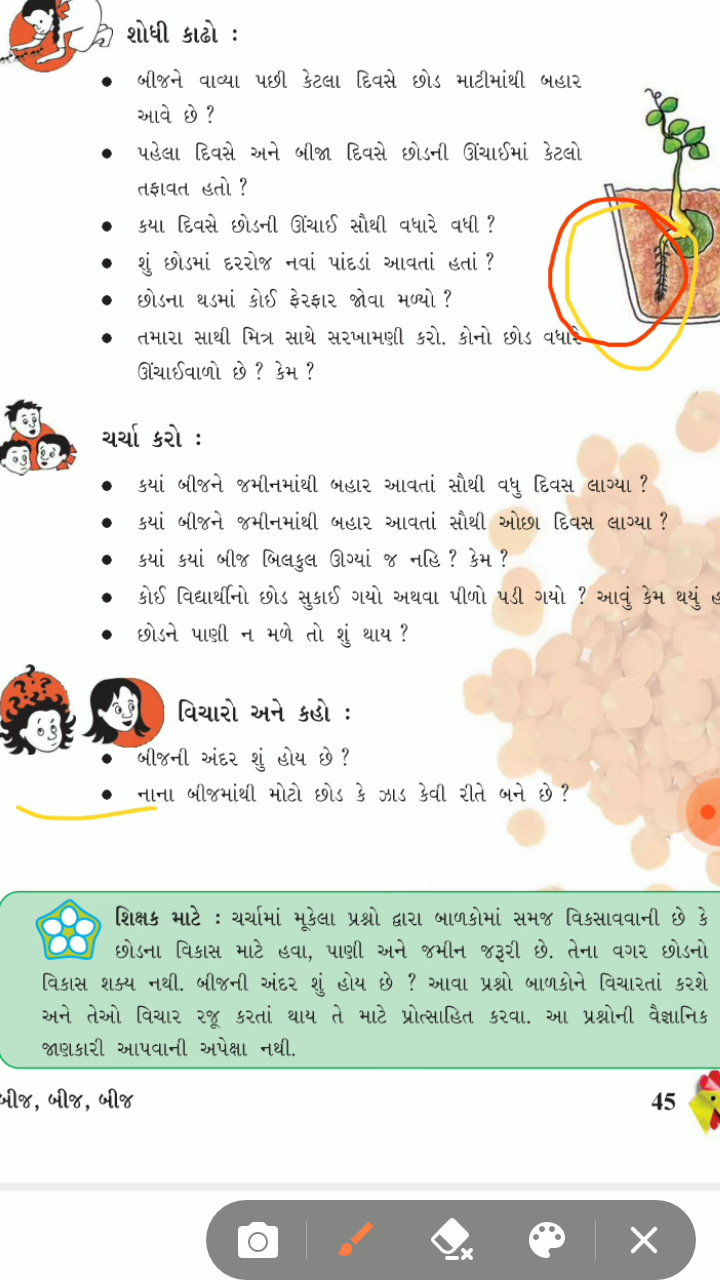 શોધી કાઢો :
● બીજને વાવ્યા પછી કેટલા દિવસે છોડ માટીમાંથી બહાર
આવે છે ?
● પહેલા દિવસે અને બીજા દિવસે છોડની ઊંચાઈમાં કેટલો
તફાવત હતો ?
● કયા દિવસે છોડની ઊંચાઈ સૌથી વધારે વધી ?
● શું છોડમાં દરરોજ નવાં પાંદડાં આવતાં હતાં ?
● છોડના થડમાં કોઈ ફેરફાર જોવા મળ્યો ?
● તમારા સાથી મિત્ર સાથે સરખામણી કરો. કોનો છોડ વધારે
ઊંચાઈવાળો છે ? કેમ ?
ચર્ચા કરો :
● કયાં બીજને જમીનમાંથી બહાર આવતાં સૌથી વધુ દિવસ લાગ્યા ?
● કયાં બીજને જમીનમાંથી બહાર આવતાં સૌથી ઓછા દિવસ લાગ્યા ?
● કયાં કયાં બીજ બિલકુલ ઊગ્યાં જ નહિ ? કેમ ?
● કોઈ વિદ્યાર્થીનો છોડ સુકાઈ ગયો અથવા પીળો પડી ગયો ? આવું કેમ થયું હ
● છોડને પાણી ન મળે તો શું થાય ?
વિચારો અને કહો :
● બીજની અંદર શું હોય છે ?
● નાના બીજમાંથી મોટો છોડ કે ઝાડ કેવી રીતે બને છે ?
શિક્ષક માટે : ચર્ચામાં મૂકેલા પ્રશ્નો દ્વારા બાળકોમાં સમજ વિકસાવવાની છે કે
છોડના વિકાસ માટે હવા, પાણી અને જમીન જરૂરી છે. તેના વગર છોડનો
વિકાસ શક્ય નથી. બીજની અંદર શું હોય છે ? આવા પ્રશ્નો બાળકોને વિચારતાં કરશે
અને તેઓ વિચાર રજૂ કરતાં થાય તે માટે પ્રોત્સાહિત કરવા. આ પ્રશ્નોની વૈજ્ઞાનિક
જાણકારી આપવાની અપેક્ષા નથી.
બીજ, બીજ, બીજ
45